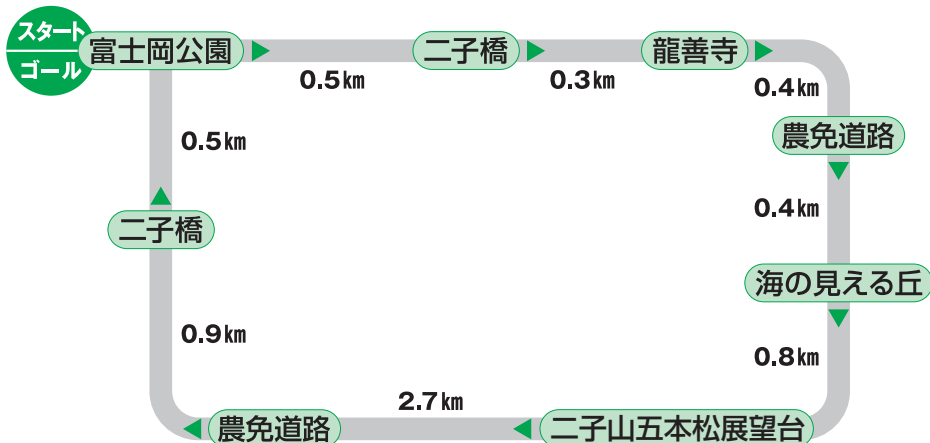 スタート
ゴール
富士岡公園
0.5km
二子橋
0.3km
龍善寺
0.4km
農免道路
0.4km
海の見える丘
0.8km
二子山五本松展望台
2.7km
農免道路
0.9km
二子橋
0.5km